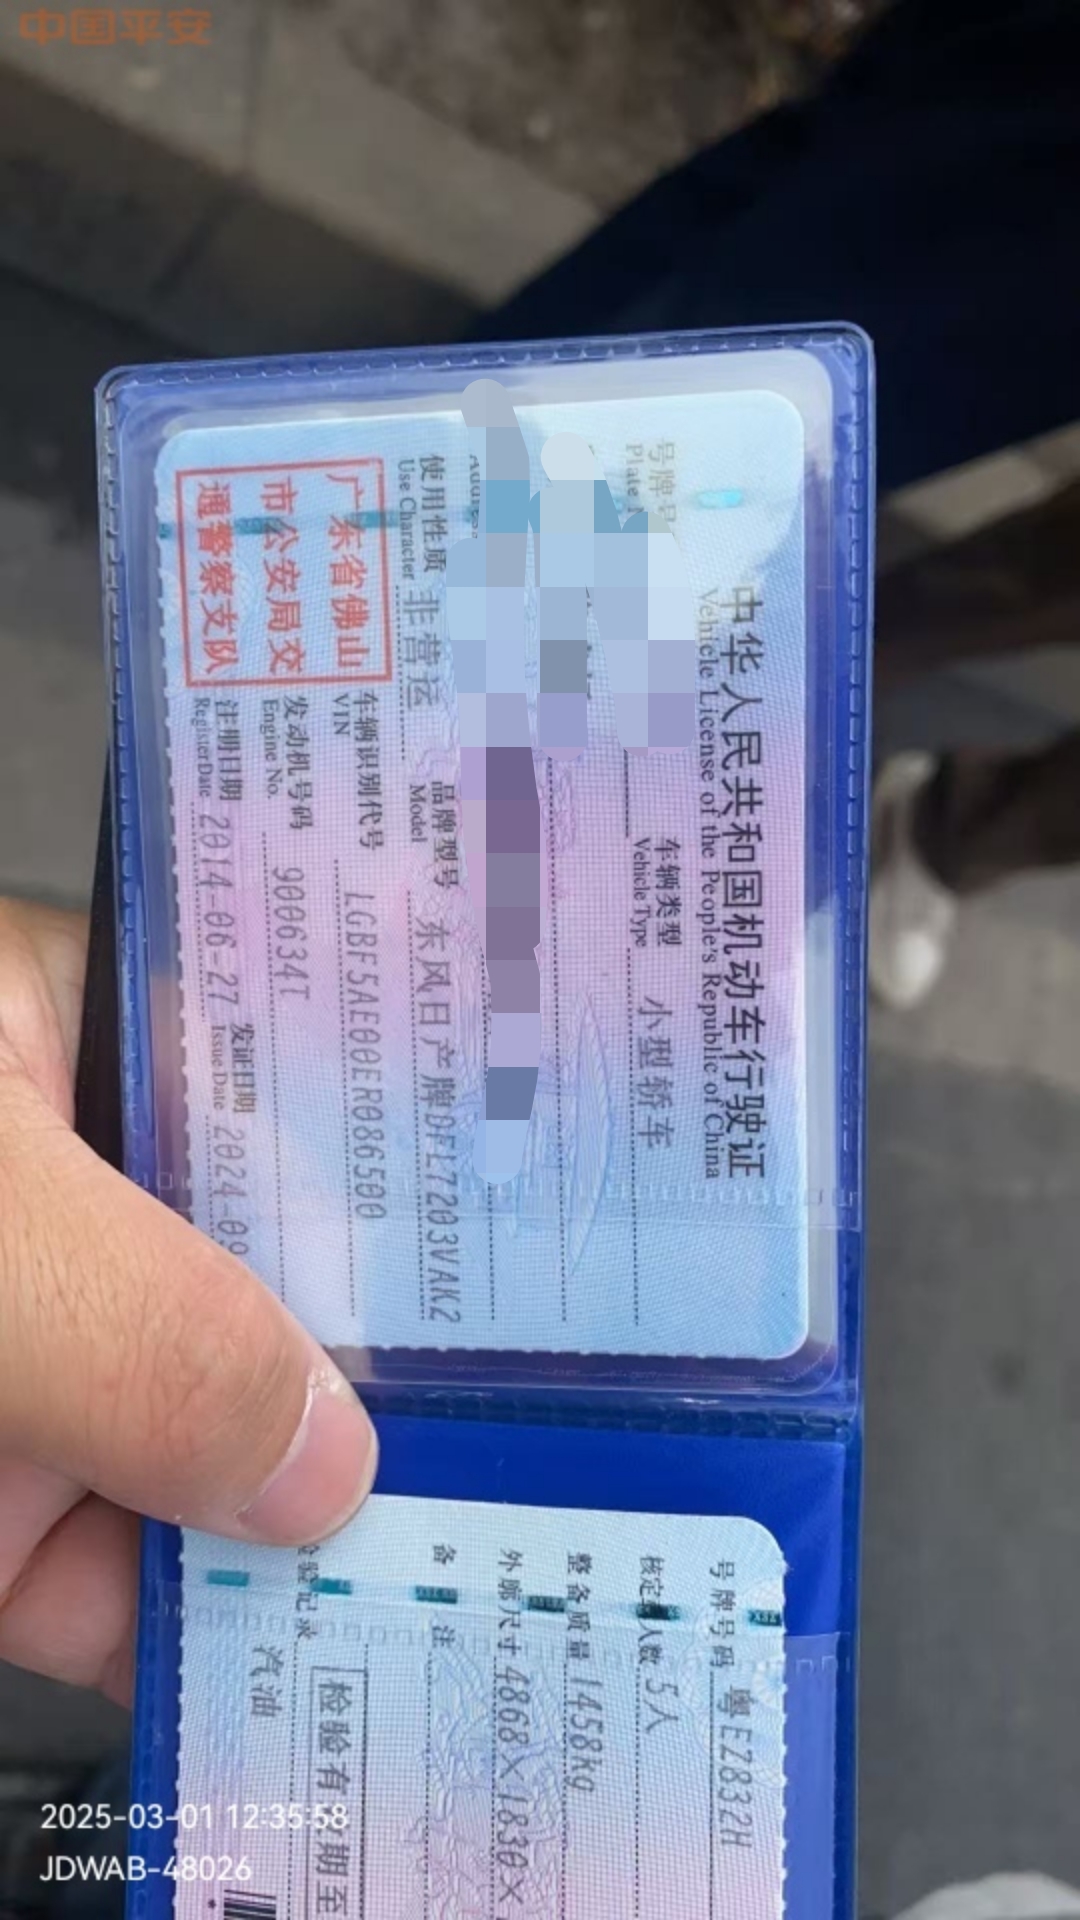 中国平安
中华人民共和国机动车行驶证
Vehicle License of the People's Republic of China
号牌号
Plate
车辆类型 小型轿车
Vehicle Type
Address
使用性质 非营运
Use Character
品牌型号 东风日产牌DFL7203VAK2
Model
车辆识别代号 LGBF5AE00ER086500
VIN
发动机号码 900634T
Engine No.
注册日期 2014-06-27
Register Date
发证日期 2024-09
Issue Date
广东省佛山
市公安局交
通警察支队
号牌号码 粤EZ832H
核定载人数 5人
整备质量 1458kg
外廓尺寸 4868×1830×
备 注
检验记录
检验有效期至
汽油
2025-03-01 12:35:58
JDWAB-48026